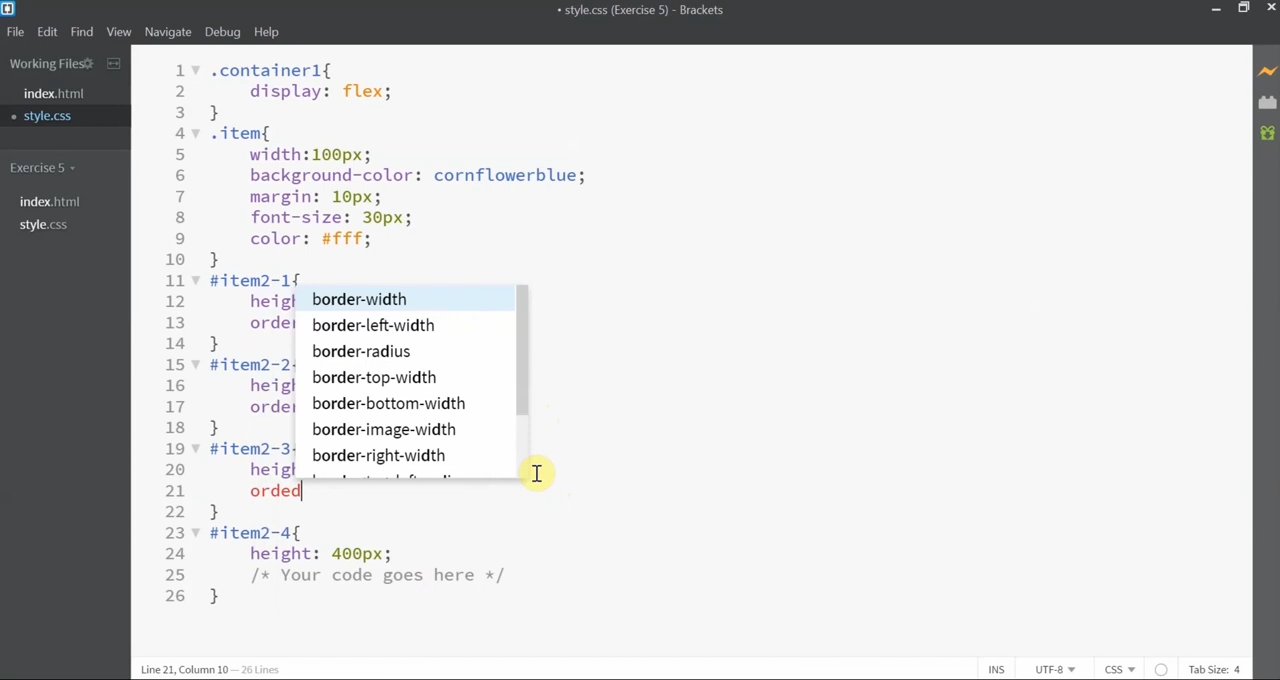 • style.css (Exercise 5) - Brackets
File Edit Find View Navigate Debug Help
Working Files
index.html
• style.css
Exercise 5
index.html
style.css
1 .container1{
2 display: flex;
3 }
4 .item{
5 width:100px;
6 background-color: cornflowerblue;
7 margin: 10px;
8 font-size: 30px;
9 color: #fff;
10 }
11 #item2-1{
12 heigh
13 order
14 }
15 #item2-2
16 heigh
17 order
18 }
19 #item2-3
20 heigh
21 orded
22 }
23 #item2-4{
24 height: 400px;
25 /* Your code goes here */
26 }
border-width
border-left-width
border-radius
border-top-width
border-bottom-width
border-image-width
border-right-width
Line 21, Column 10 — 26 Lines
INS UTF-8 CSS Tab Size: 4